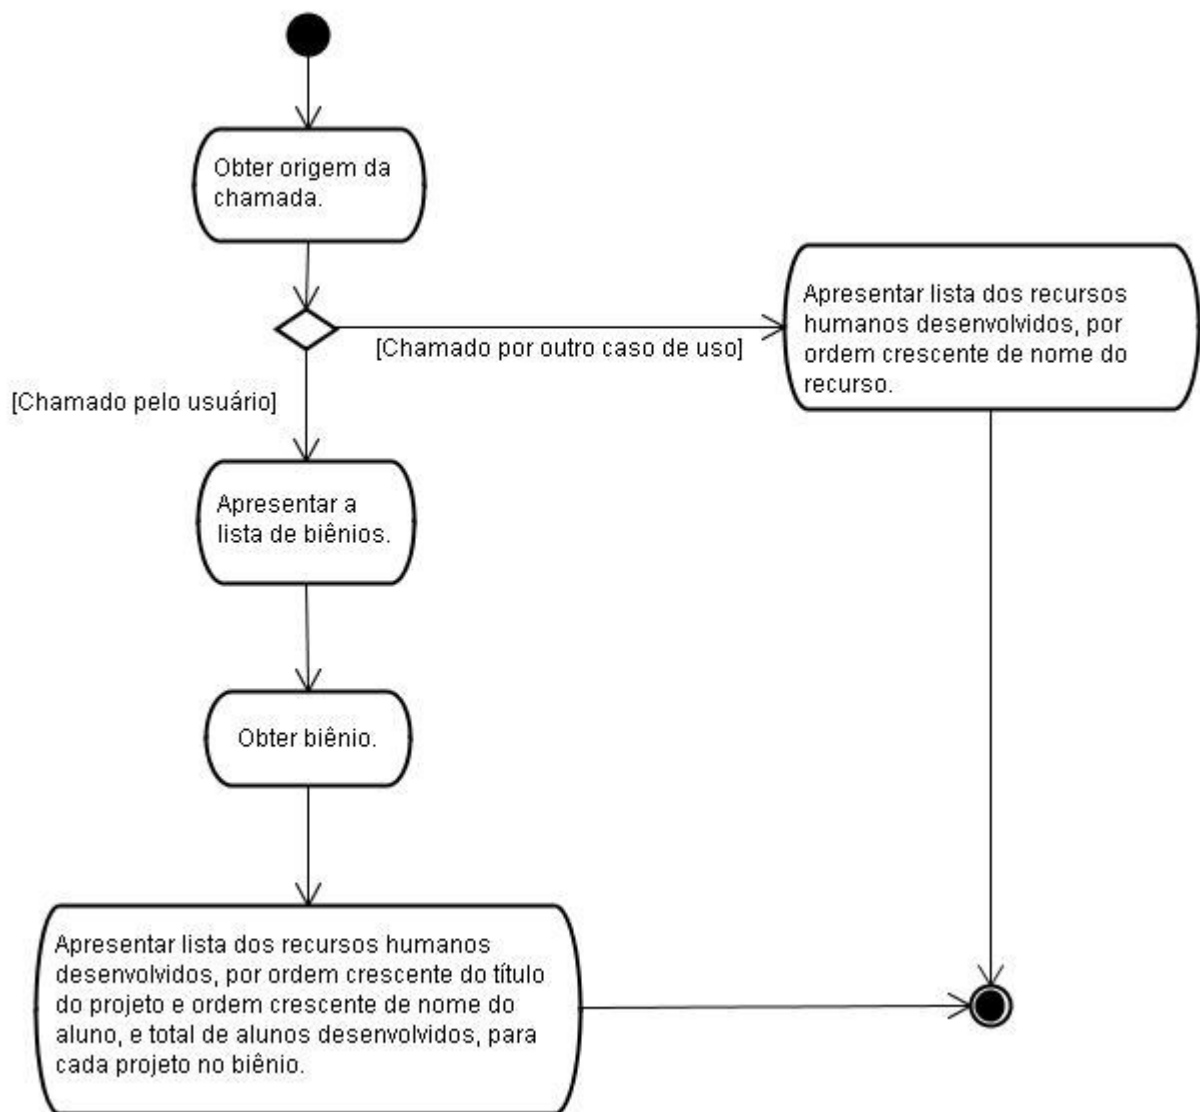 Obter origem da
chamada.
Apresentar lista dos recursos
humanos desenvolvidos, por
ordem crescente de nome do
recurso.
[Chamado por outro caso de uso]
[Chamado pelo usuário]
Apresentar a
lista de biênios.
Obter biênio.
Apresentar lista dos recursos humanos
desenvolvidos, por ordem crescente do título
do projeto e ordem crescente de nome do
aluno, e total de alunos desenvolvidos, para
cada projeto no biênio.